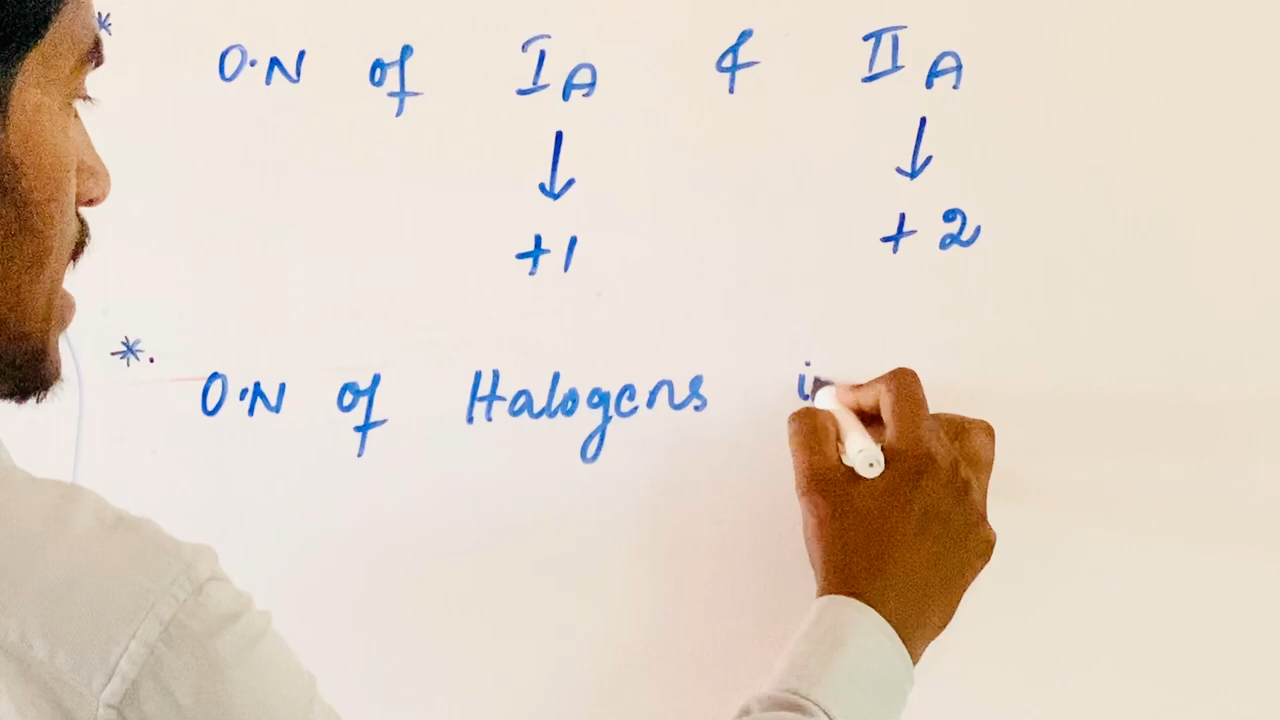 * O.N of IA & IIA
↓ ↓
+1 +2
*. O.N of Halogens